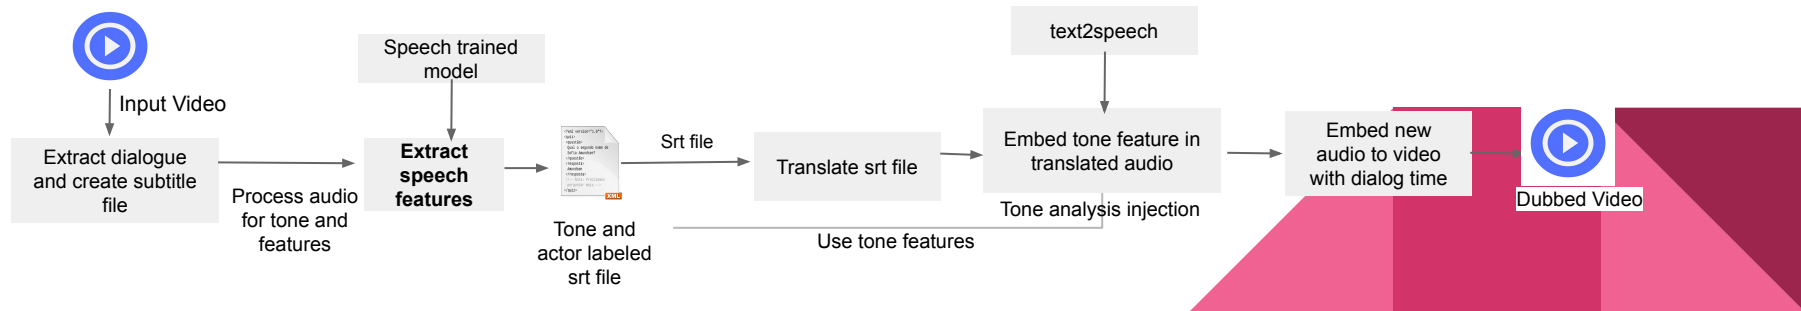 Input Video
Extract dialogue
and create subtitle
file
Process audio
for tone and
features
Speech trained
model
Extract
speech
features
XML
Tone and
actor labeled
srt file
Srt file
Translate srt file
Use tone features
text2speech
Embed tone feature in
translated audio
Tone analysis injection
Embed new
audio to video
with dialog time
Dubbed Video